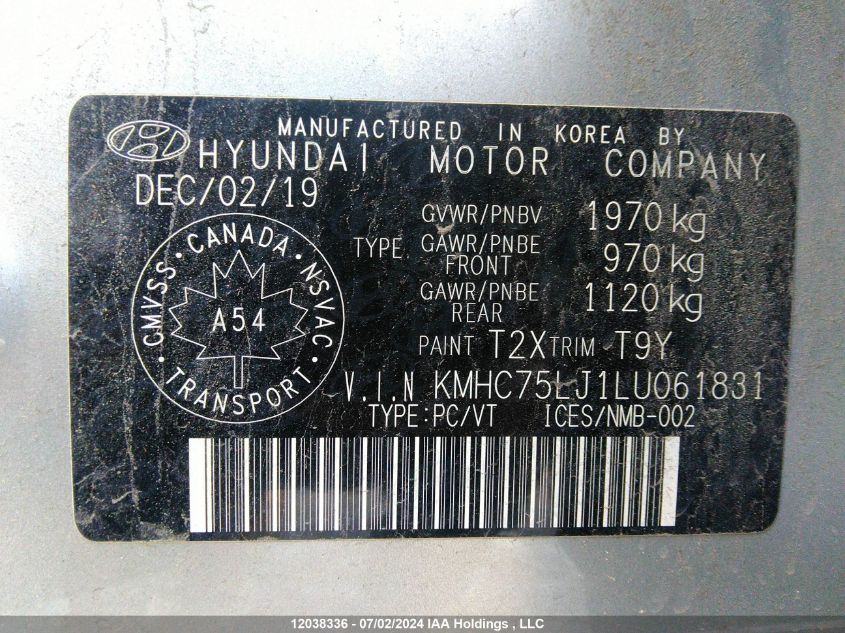 MANUFACTURED IN KOREA BY
HYUNDAI MOTOR COMPANY
DEC/02/19
GVWR/PNBV 1970 kg
TYPE GAWR/PNBE FRONT 970 kg
GAWR/PNBE REAR 1120 kg
CANADA
CMVSS · NSVAC
A54
TRANSPORT
PAINT T2X TRIM T9Y
V.I.N KMHC75LJ1LU061831
TYPE:PC/VT ICES/NMB-002
12038336 - 07/02/2024 IAA Holdings , LLC